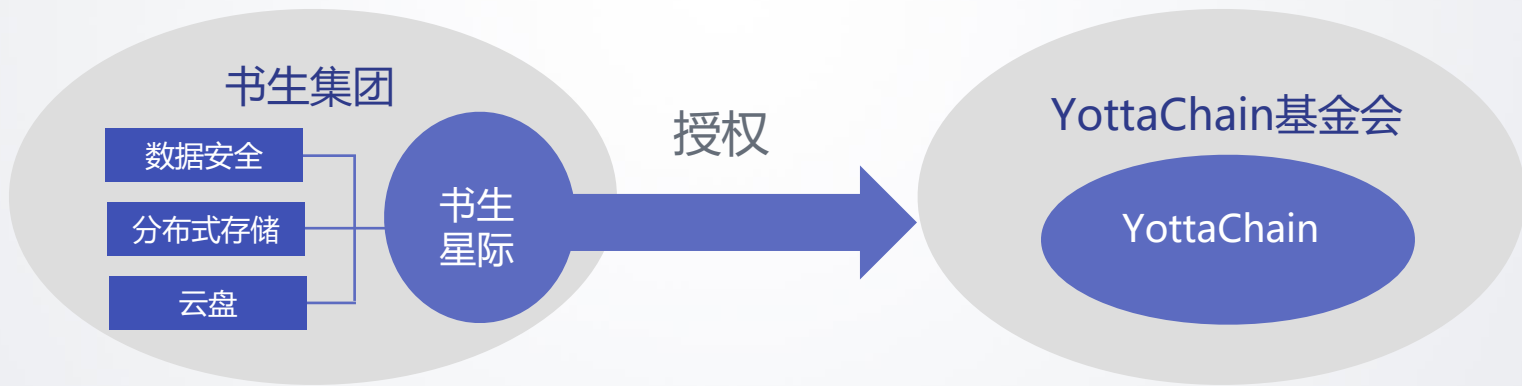 书生集团
数据安全
分布式存储
云盘
书生
星际
授权
YottaChain基金会
YottaChain